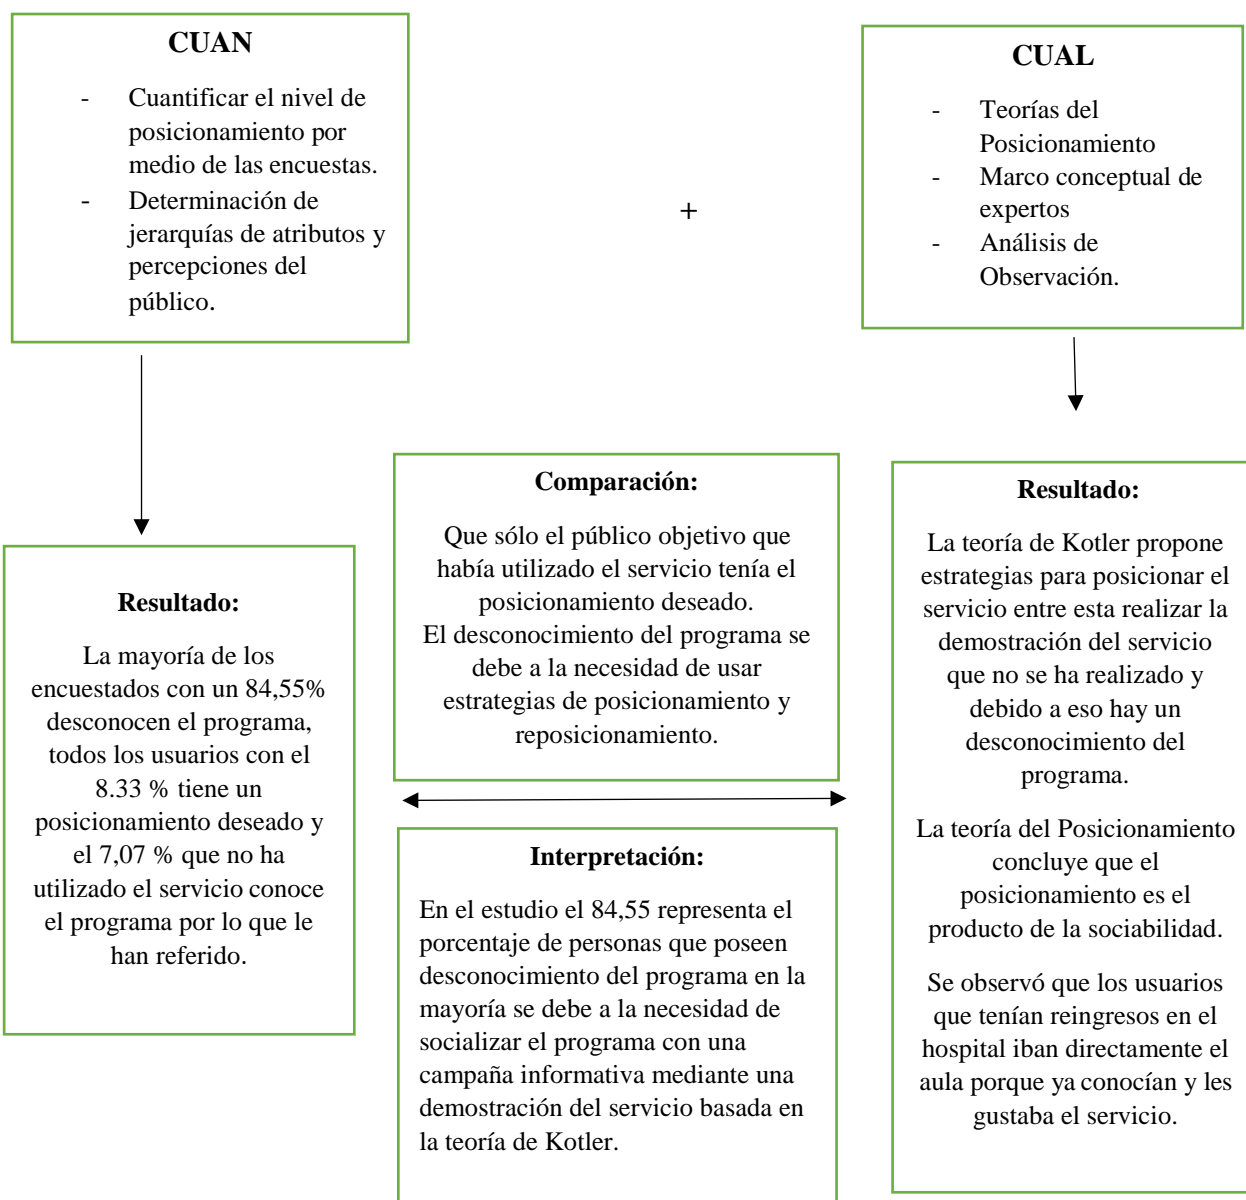 CUAN
- Cuantificar el nivel de
posicionamiento por
medio de las encuestas.
- Determinación de
jerarquías de atributos y
percepciones del
público.
+
CUAL
- Teorías del
Posicionamiento
- Marco conceptual de
expertos
- Análisis de
Observación.
Resultado:
La mayoría de los
encuestados con un 84,55%
desconocen el programa,
todos los usuarios con el
8.33 % tiene un
posicionamiento deseado y
el 7,07 % que no ha
utilizado el servicio conoce
el programa por lo que le
han referido.
Comparación:
Que sólo el público objetivo que
había utilizado el servicio tenía el
posicionamiento deseado.
El desconocimiento del programa se
debe a la necesidad de usar
estrategias de posicionamiento y
reposicionamiento.
Interpretación:
En el estudio el 84,55 representa el
porcentaje de personas que poseen
desconocimiento del programa en la
mayoría se debe a la necesidad de
socializar el programa con una
campaña informativa mediante una
demostración del servicio basada en
la teoría de Kotler.
Resultado:
La teoría de Kotler propone
estrategias para posicionar el
servicio entre esta realizar la
demostración del servicio
que no se ha realizado y
debido a eso hay un
desconocimiento del
programa.
La teoría del Posicionamiento
concluye que el
posicionamiento es el
producto de la sociabilidad.
Se observó que los usuarios
que tenían reingresos en el
hospital iban directamente el
aula porque ya conocían y les
gustaba el servicio.